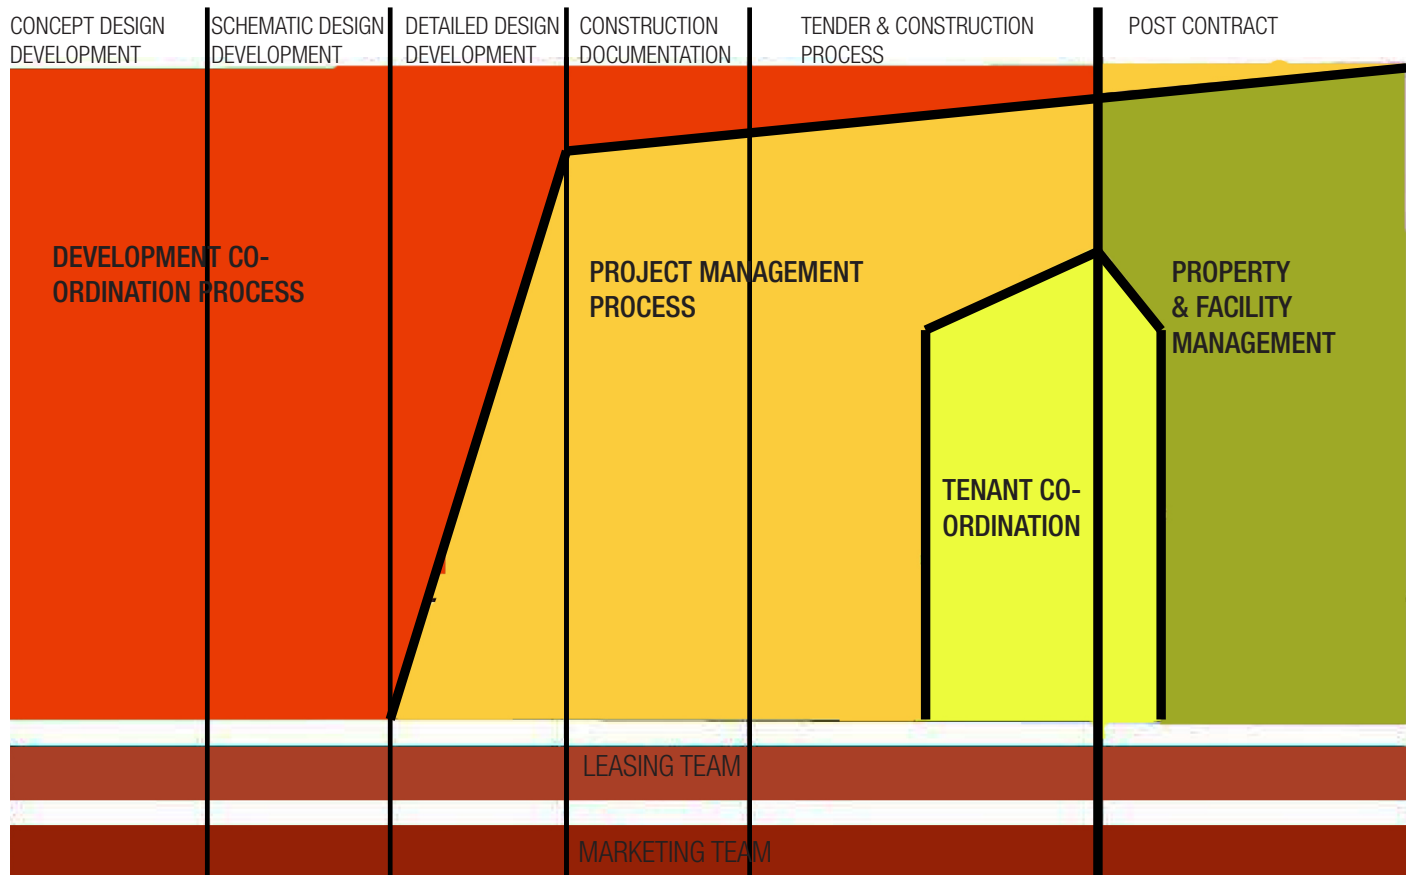 CONCEPT DESIGN
DEVELOPMENT
SCHEMATIC DESIGN
DEVELOPMENT
DETAILED DESIGN
DEVELOPMENT
CONSTRUCTION
DOCUMENTATION
TENDER & CONSTRUCTION
PROCESS
POST CONTRACT
DEVELOPMENT CO-
ORDINATION PROCESS
PROJECT MANAGEMENT
PROCESS
PROPERTY
& FACILITY
MANAGEMENT
TENANT CO-
ORDINATION
LEASING TEAM
MARKETING TEAM